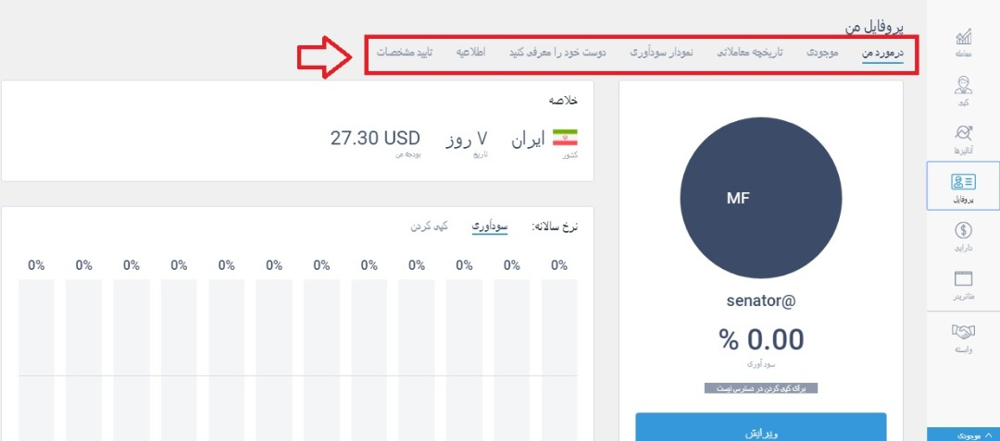 پروفایل من
درمورد من موجودی تاریخچه معاملاتی نمودار سودآوری دوست خود را معرفی کنید اطلاعیه تایید مشخصات
معامله
کپی
آنالیزها
پروفایل
دارایی
متاتریدر
وابسته
موجودی
MF
senator@
% 0.00
سودآوری
برای کپی کردن در دسترس نیست
ویرایش
خلاصه
ایران ۷ روز 27.30 USD
کشور تاریخ بودجه من
نرخ سالانه: سودآوری کپی کردن
0% 0% 0% 0% 0% 0% 0% 0% 0% 0% 0% 0%